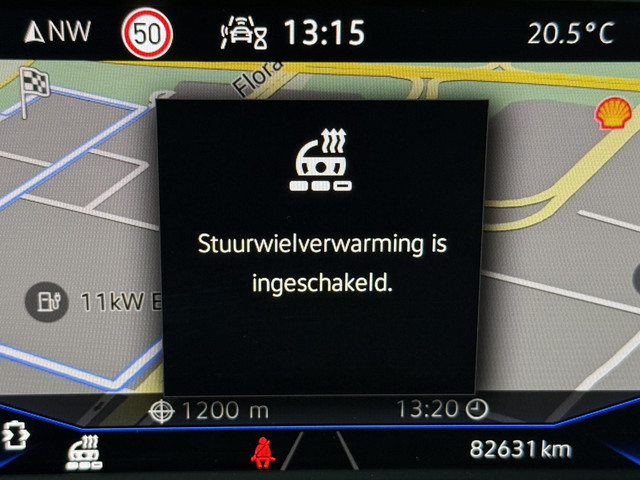 NW 50 13:15 20.5°C
Flora
Stuurwielverwarming is
ingeschakeld.
11kW E
1200 m 13:20
82631km